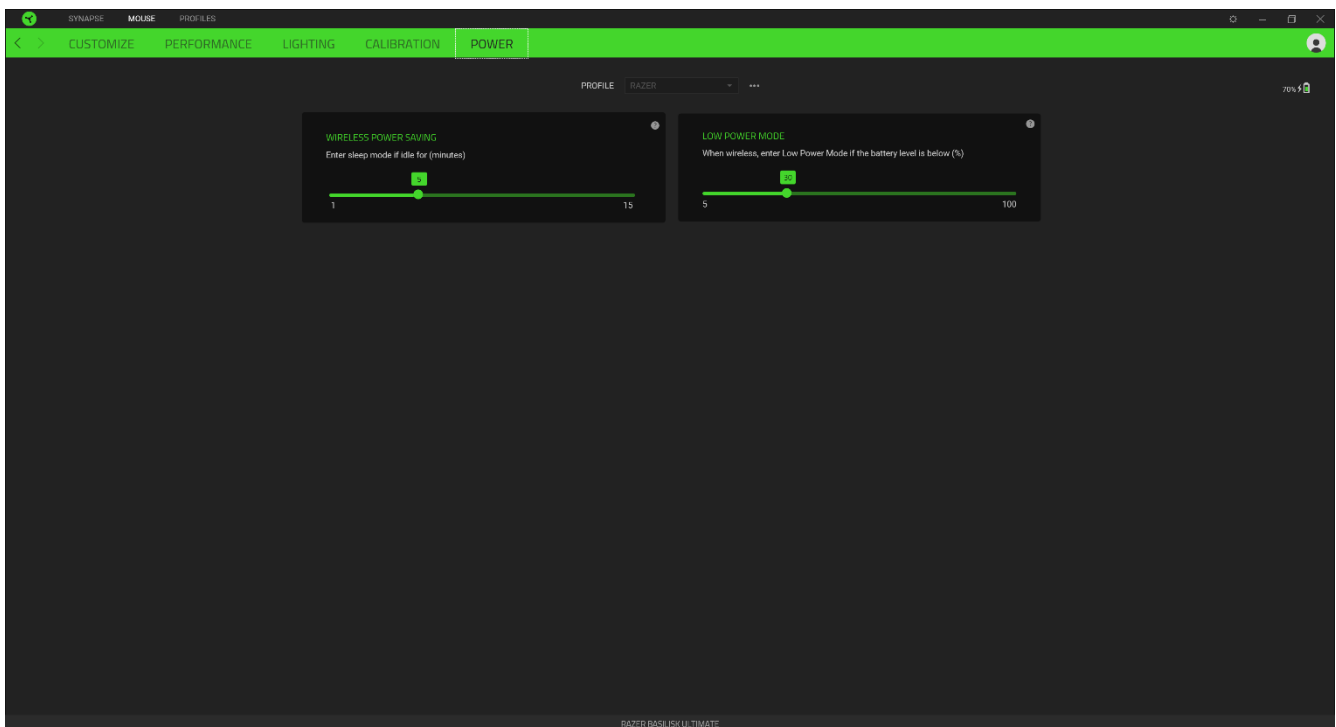 SYNAPSE MOUSE PROFILES
CUSTOMIZE PERFORMANCE LIGHTING CALIBRATION POWER
PROFILE RAZER
70%
WIRELESS POWER SAVING
Enter sleep mode if idle for (minutes)
5
1 15
LOW POWER MODE
When wireless, enter Low Power Mode if the battery level is below (%)
30
5 100
RAZER BASILISK ULTIMATE